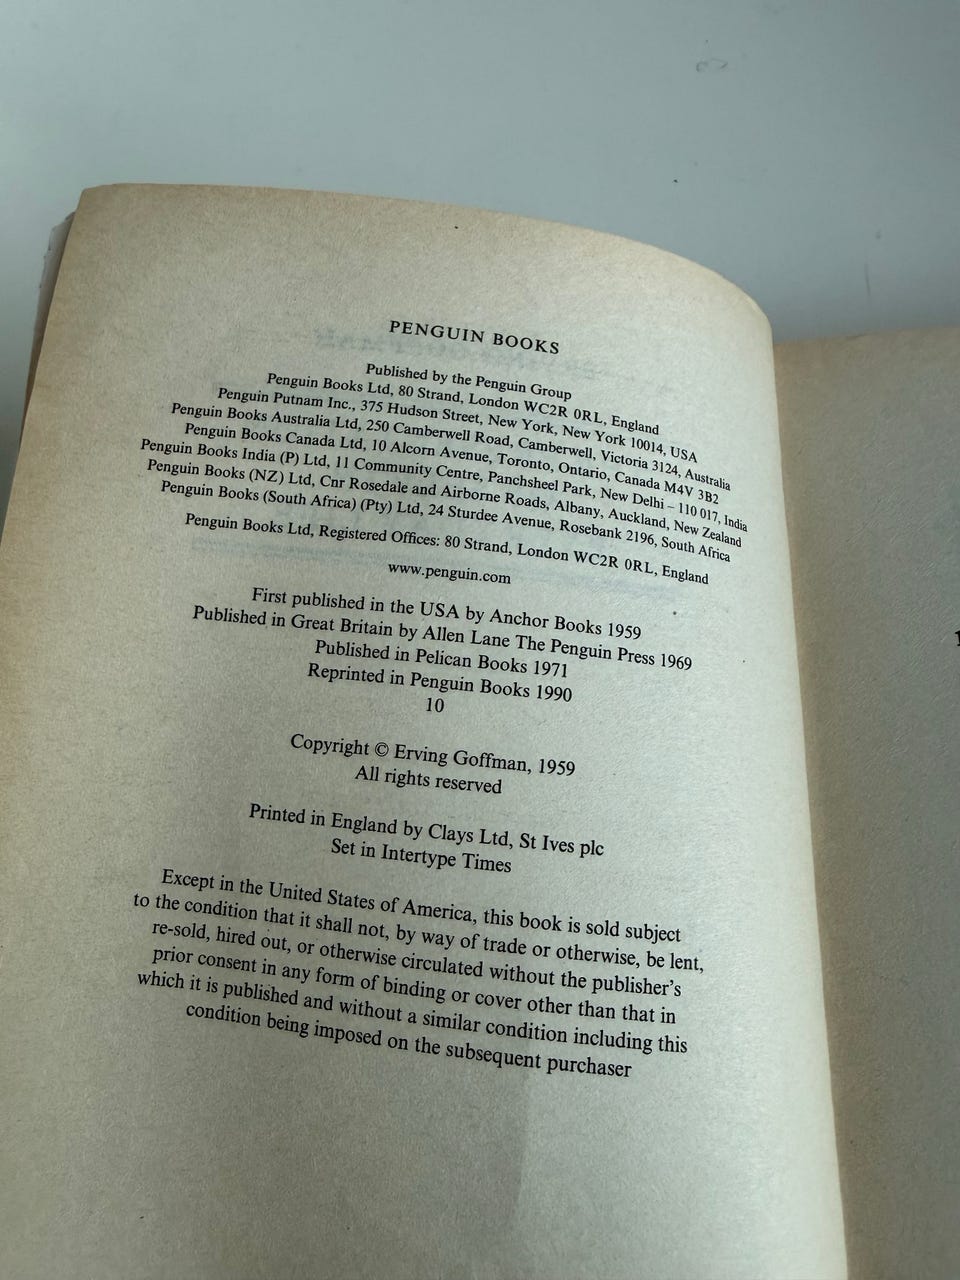 PENGUIN BOOKS
Published by the Penguin Group
Penguin Books Ltd, 80 Strand, London WC2R 0RL, England
Penguin Putnam Inc., 375 Hudson Street, New York, New York 10014, USA
Penguin Books Australia Ltd, 250 Camberwell Road, Camberwell, Victoria 3124, Australia
Penguin Books Canada Ltd, 10 Alcorn Avenue, Toronto, Ontario, Canada M4V 3B2
Penguin Books India (P) Ltd, 11 Community Centre, Panchsheel Park, New Delhi – 110 017, India
Penguin Books (NZ) Ltd, Cnr Rosedale and Airborne Roads, Albany, Auckland, New Zealand
Penguin Books (South Africa) (Pty) Ltd, 24 Sturdee Avenue, Rosebank 2196, South Africa
Penguin Books Ltd, Registered Offices: 80 Strand, London WC2R 0RL, England
www.penguin.com
First published in the USA by Anchor Books 1959
Published in Great Britain by Allen Lane The Penguin Press 1969
Published in Pelican Books 1971
Reprinted in Penguin Books 1990
10
Copyright © Erving Goffman, 1959
All rights reserved
Printed in England by Clays Ltd, St Ives plc
Set in Intertype Times
Except in the United States of America, this book is sold subject
to the condition that it shall not, by way of trade or otherwise, be lent,
re-sold, hired out, or otherwise circulated without the publisher's
prior consent in any form of binding or cover other than that in
which it is published and without a similar condition including this
condition being imposed on the subsequent purchaser